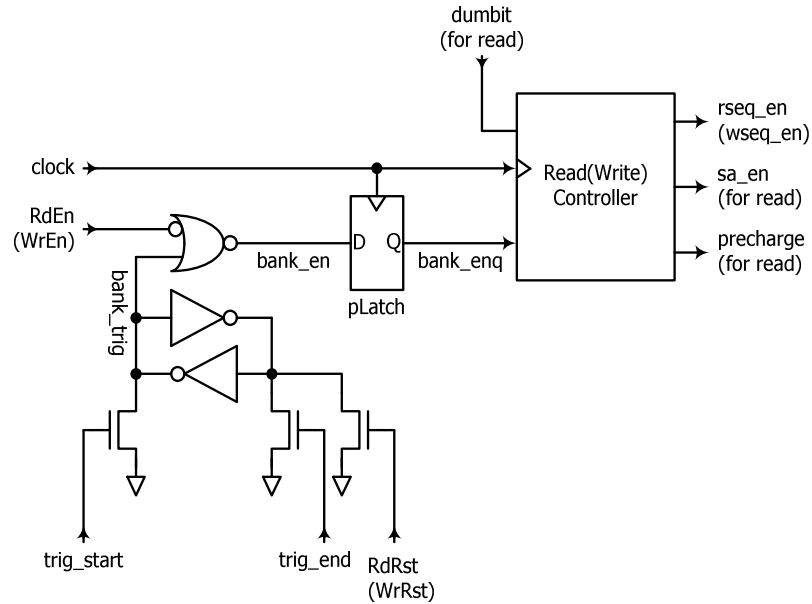 dumbit
(for read)
rseq_en
(wseq_en)
clock
Read(Write)
Controller
sa_en
(for read)
RdEn
(WrEn)
D
Q
precharge
(for read)
bank_en
bank_enq
pLatch
bank_trig
trig_start
trig_end
RdRst
(WrRst)